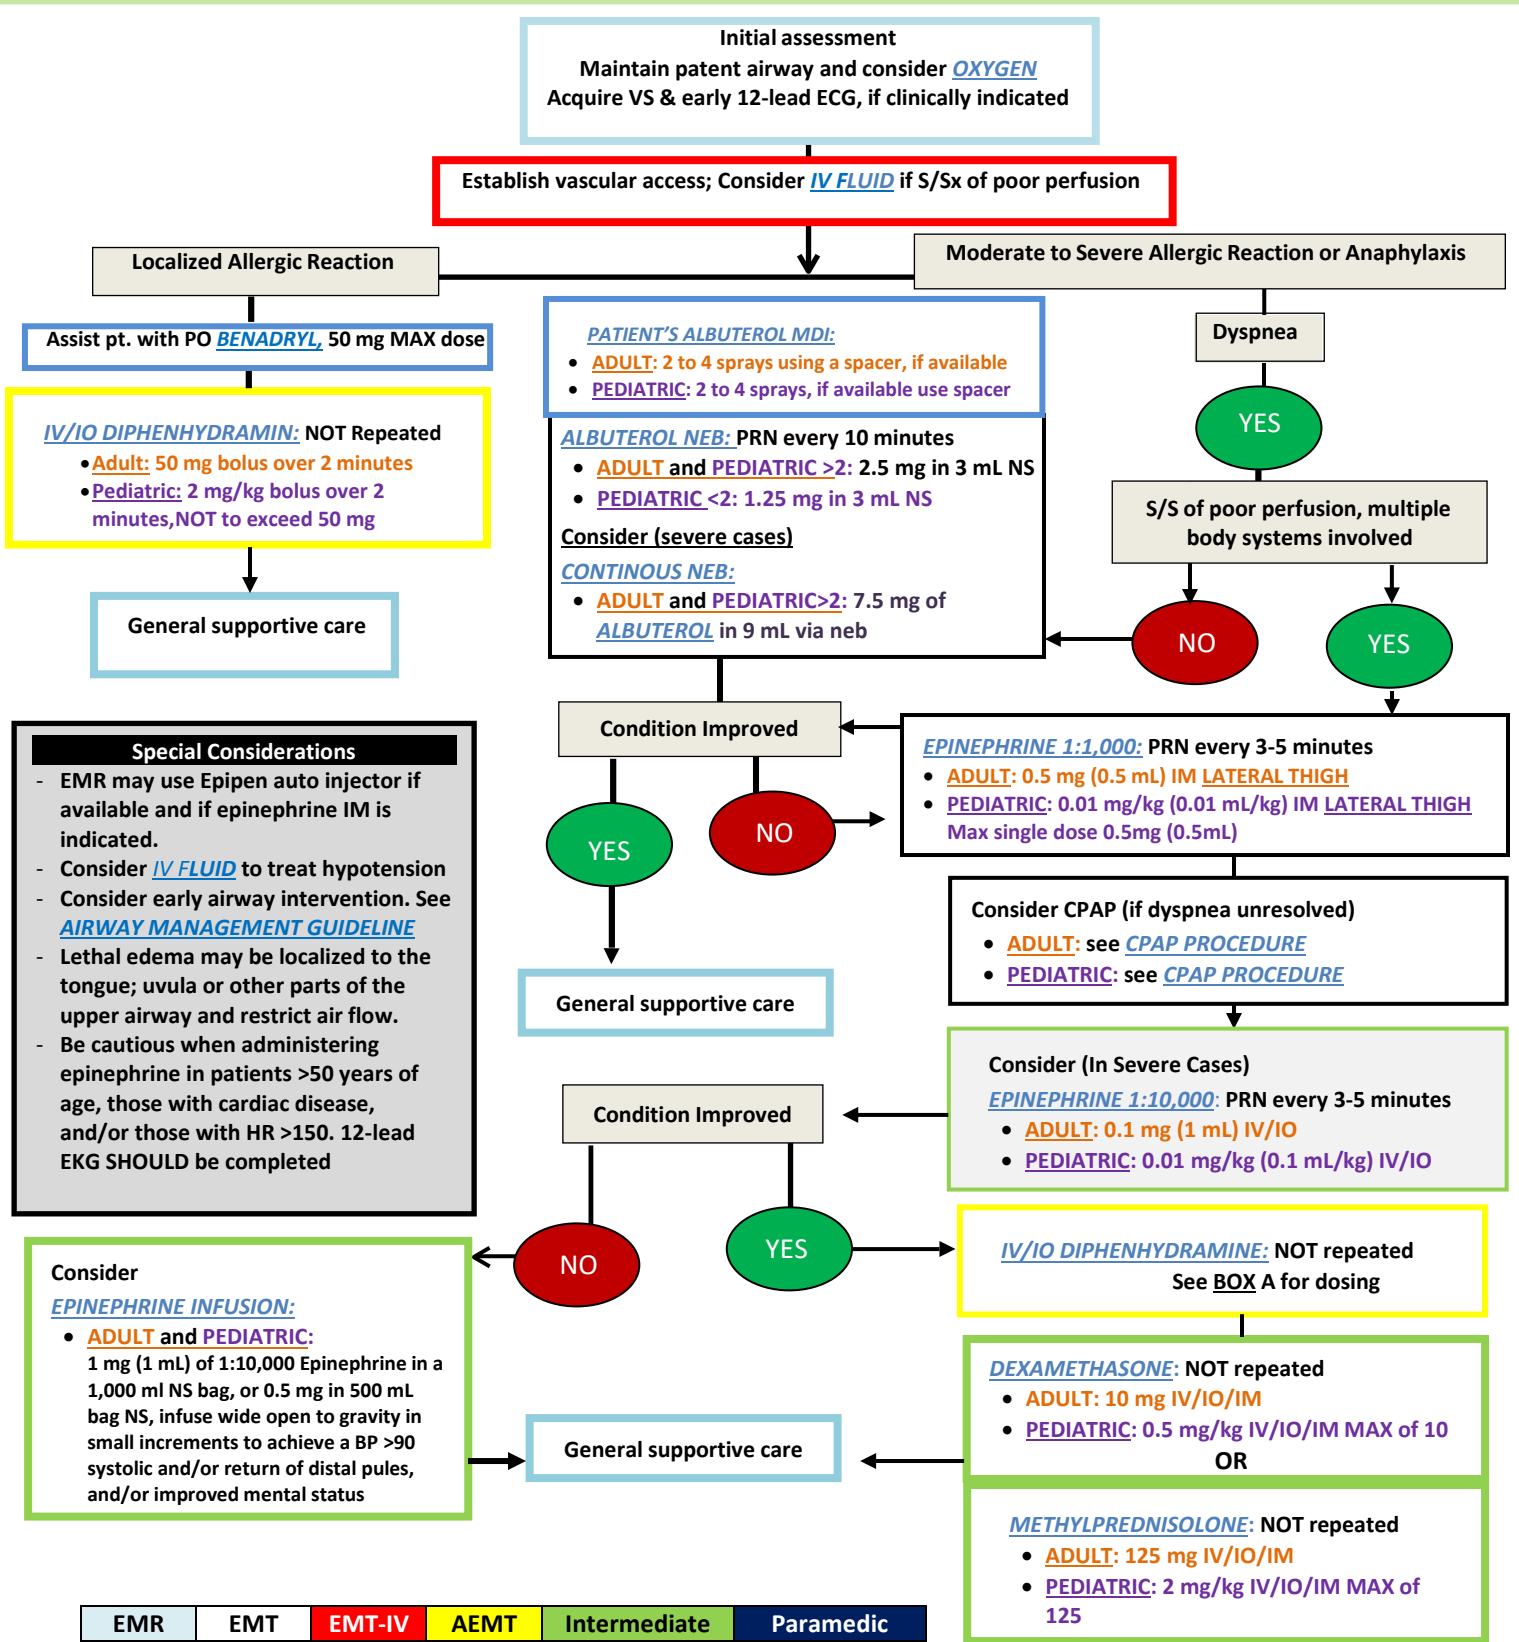 Initial assessment
Maintain patent airway and consider OXYGEN
Acquire VS & early 12-lead ECG, if clinically indicated
Establish vascular access; Consider IV FLUID if S/Sx of poor perfusion
Localized Allergic Reaction
Assist pt. with PO BENADRYL, 50 mg MAX dose
IV/IO DIPHENHYDRAMIN: NOT Repeated
• Adult: 50 mg bolus over 2 minutes
• Pediatric: 2 mg/kg bolus over 2
minutes,NOT to exceed 50 mg
General supportive care
Moderate to Severe Allergic Reaction or Anaphylaxis
Dyspnea
YES
S/S of poor perfusion, multiple
body systems involved
NO
YES
PATIENT'S ALBUTEROL MDI:
• ADULT: 2 to 4 sprays using a spacer, if available
• PEDIATRIC: 2 to 4 sprays, if available use spacer
ALBUTEROL NEB: PRN every 10 minutes
• ADULT and PEDIATRIC >2: 2.5 mg in 3 mL NS
• PEDIATRIC <2: 1.25 mg in 3 mL NS
Consider (severe cases)
CONTINOUS NEB:
• ADULT and PEDIATRIC>2: 7.5 mg of
ALBUTEROL in 9 mL via neb
Condition Improved
YES
NO
General supportive care
EPINEPHRINE 1:1,000: PRN every 3-5 minutes
• ADULT: 0.5 mg (0.5 mL) IM LATERAL THIGH
• PEDIATRIC: 0.01 mg/kg (0.01 mL/kg) IM LATERAL THIGH
Max single dose 0.5mg (0.5mL)
Consider CPAP (if dyspnea unresolved)
• ADULT: see CPAP PROCEDURE
• PEDIATRIC: see CPAP PROCEDURE
Consider (In Severe Cases)
EPINEPHRINE 1:10,000: PRN every 3-5 minutes
• ADULT: 0.1 mg (1 mL) IV/IO
• PEDIATRIC: 0.01 mg/kg (0.1 mL/kg) IV/IO
Condition Improved
NO
YES
IV/IO DIPHENHYDRAMINE: NOT repeated
See BOX A for dosing
DEXAMETHASONE: NOT repeated
• ADULT: 10 mg IV/IO/IM
• PEDIATRIC: 0.5 mg/kg IV/IO/IM MAX of 10
OR
METHYLPREDNISOLONE: NOT repeated
• ADULT: 125 mg IV/IO/IM
• PEDIATRIC: 2 mg/kg IV/IO/IM MAX of
125
General supportive care
Special Considerations
- EMR may use Epipen auto injector if
available and if epinephrine IM is
indicated.
- Consider IV FLUID to treat hypotension
- Consider early airway intervention. See
AIRWAY MANAGEMENT GUIDELINE
- Lethal edema may be localized to the
tongue; uvula or other parts of the
upper airway and restrict air flow.
- Be cautious when administering
epinephrine in patients >50 years of
age, those with cardiac disease,
and/or those with HR >150. 12-lead
EKG SHOULD be completed
Consider
EPINEPHRINE INFUSION:
• ADULT and PEDIATRIC:
1 mg (1 mL) of 1:10,000 Epinephrine in a
1,000 ml NS bag, or 0.5 mg in 500 mL
bag NS, infuse wide open to gravity in
small increments to achieve a BP >90
systolic and/or return of distal pules,
and/or improved mental status
EMR EMT EMT-IV AEMT Intermediate Paramedic